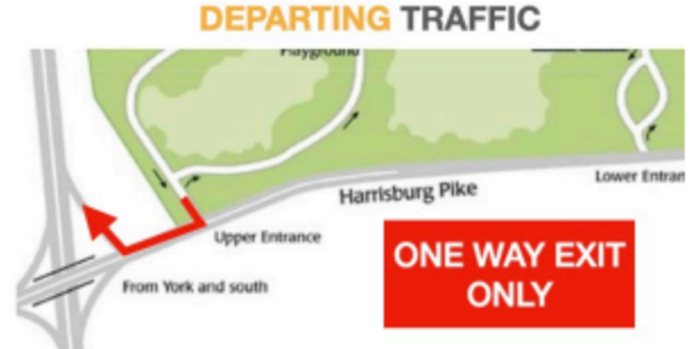 DEPARTING TRAFFIC
Playground
Harrisburg Pike
Lower Entran
Upper Entrance
ONE WAY EXIT
ONLY
From York and south